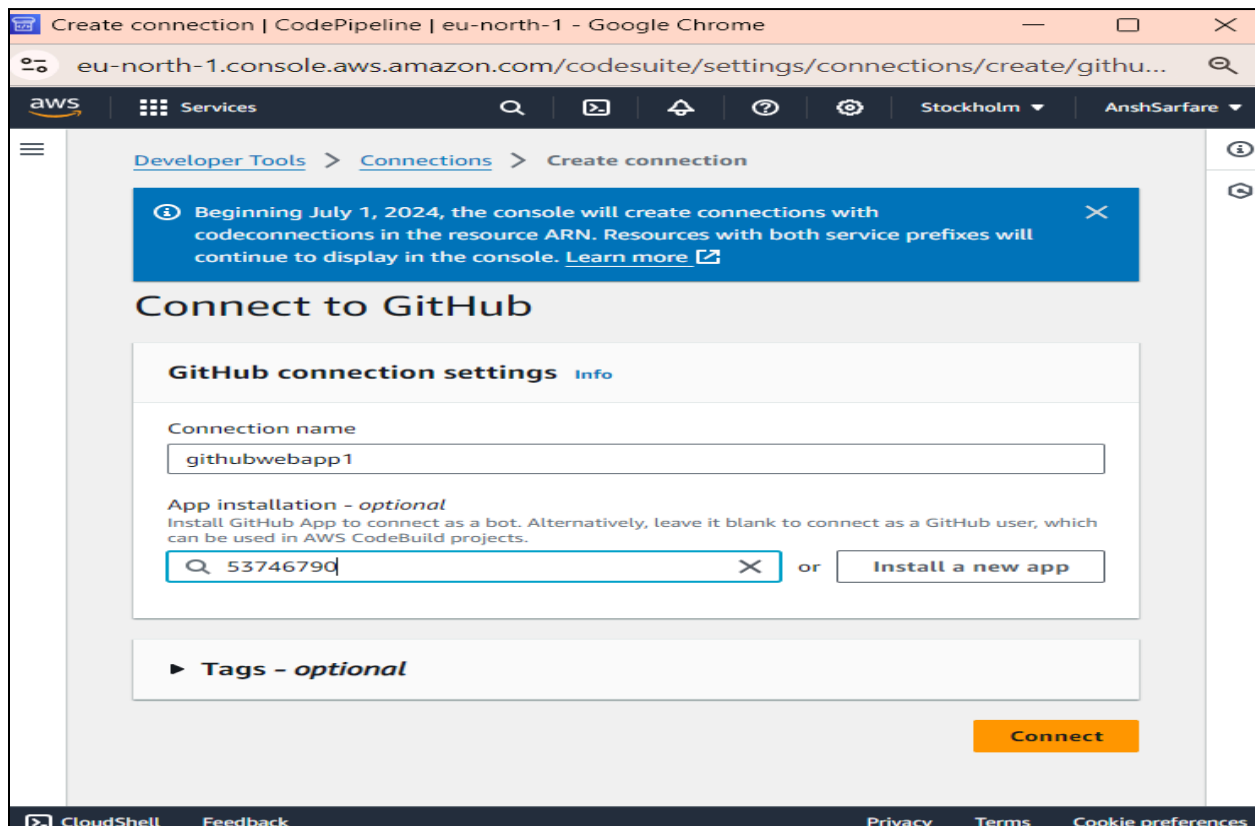 Create connection | CodePipeline | eu-north-1 - Google Chrome
eu-north-1.console.aws.amazon.com/codesuite/settings/connections/create/githu...
aws Services Stockholm AnshSarfare
Developer Tools > Connections > Create connection
Beginning July 1, 2024, the console will create connections with
codeconnections in the resource ARN. Resources with both service prefixes will
continue to display in the console. Learn more
Connect to GitHub
GitHub connection settings Info
Connection name
githubwebapp1
App installation - optional
Install GitHub App to connect as a bot. Alternatively, leave it blank to connect as a GitHub user, which
can be used in AWS CodeBuild projects.
53746790 or Install a new app
Tags - optional
Connect
CloudShell Feedback Privacy Terms Cookie preferences